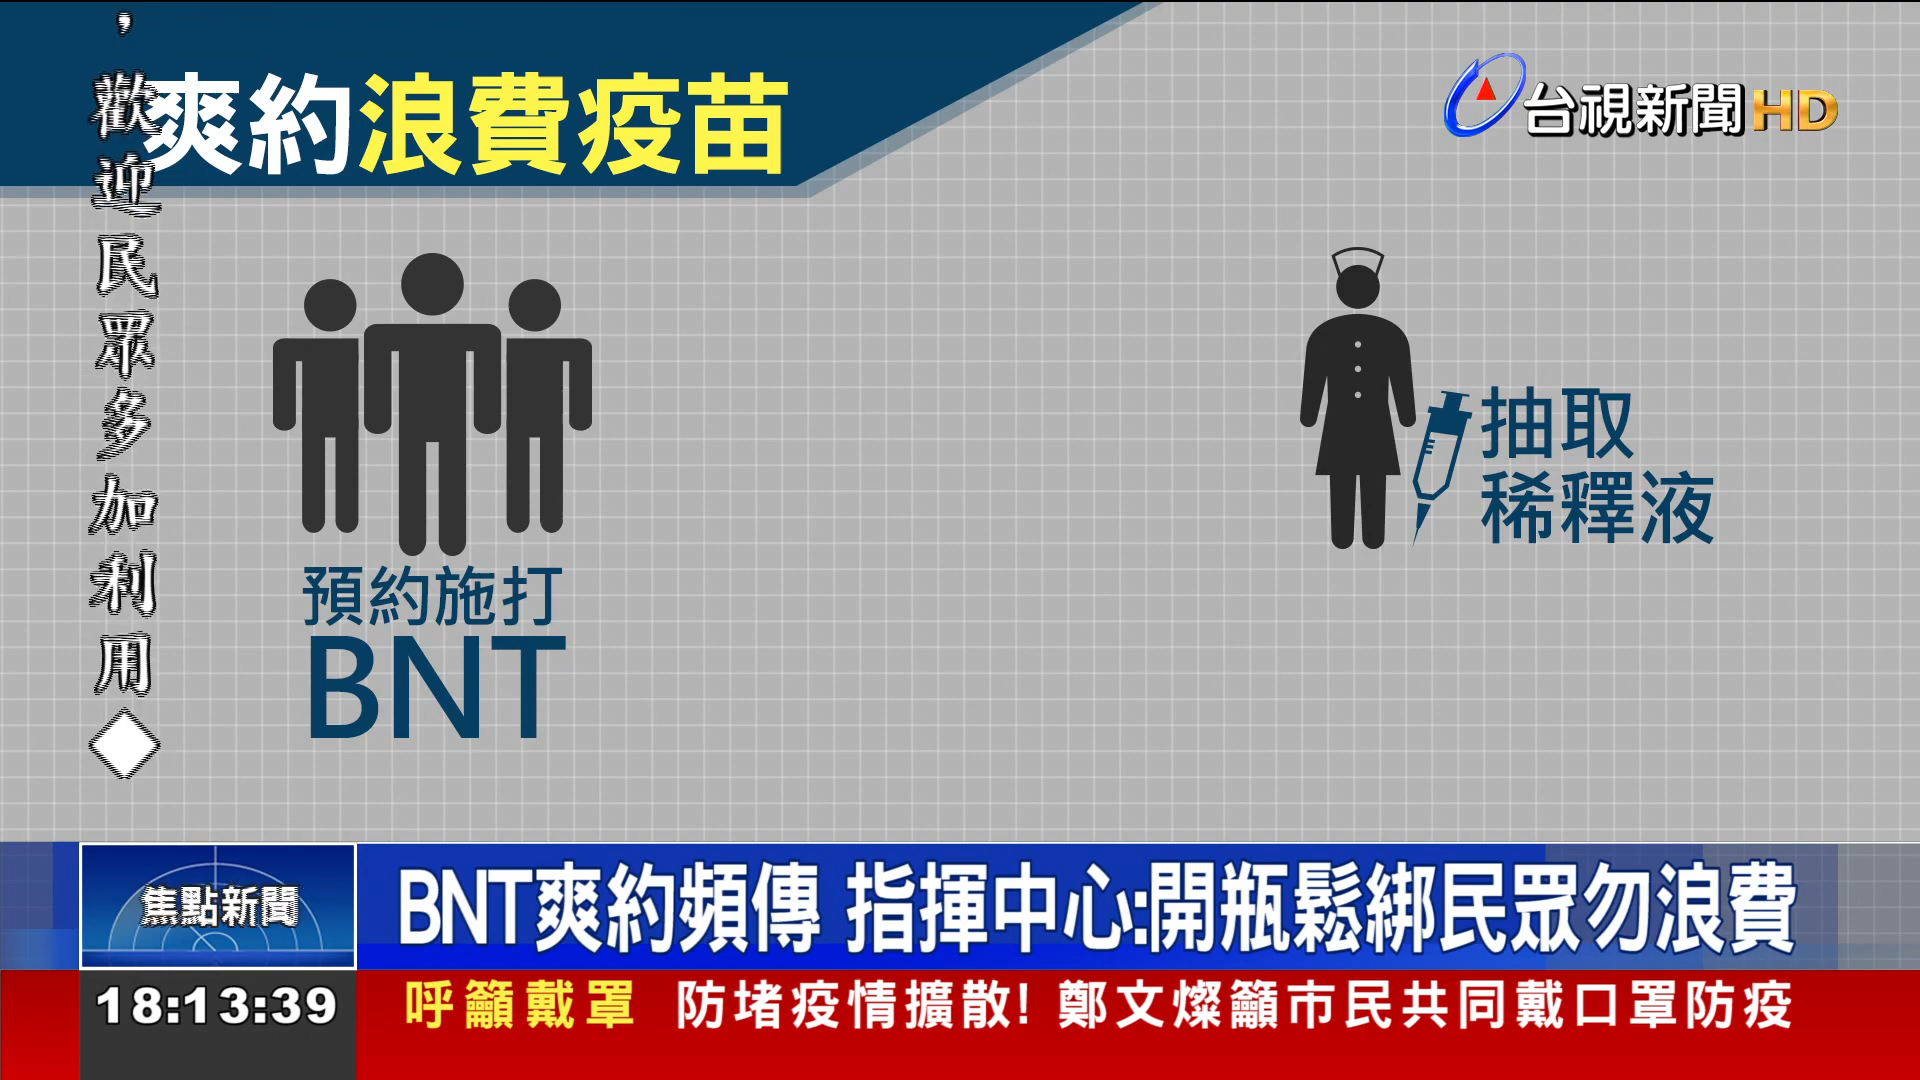 ，歡迎民眾多加利用◆
爽約浪費疫苗
台視新聞HD
預約施打
BNT
抽取
稀釋液
焦點新聞
BNT爽約頻傳 指揮中心:開瓶鬆綁民眾勿浪費
18:13:39
呼籲戴罩 防堵疫情擴散! 鄭文燦籲市民共同戴口罩防疫